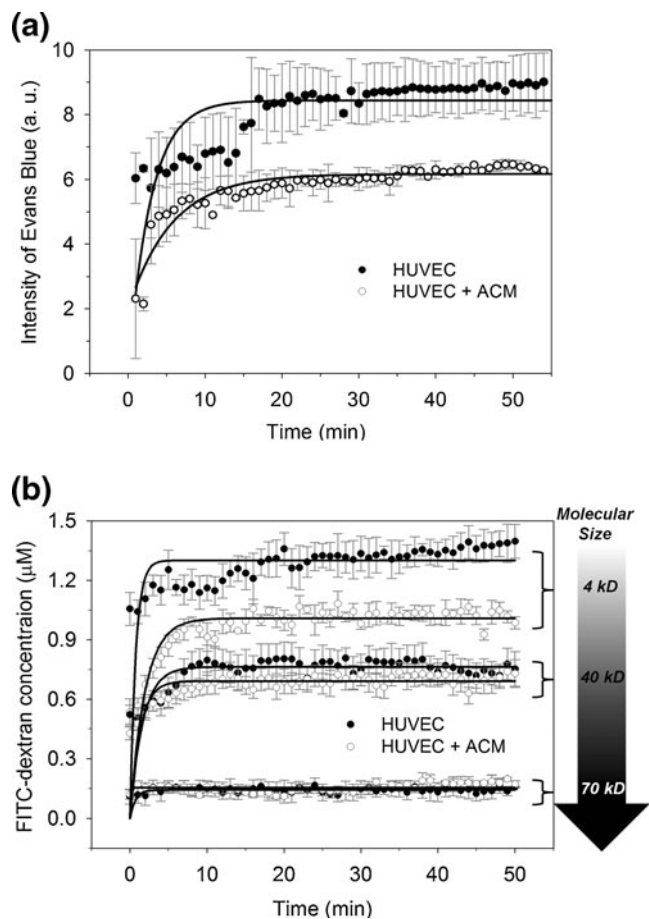 (a)
10
8
6
4
2
0
Intensity of Evans Blue (a. u.)
HUVEC
HUVEC + ACM
0 10 20 30 40 50
Time (min)
(b)
1.5
1.2
0.9
0.6
0.3
0.0
FITC-dextran concentraion (μM)
HUVEC
HUVEC + ACM
0 10 20 30 40 50
Time (min)
Molecular
Size
4 kD
40 kD
70 kD